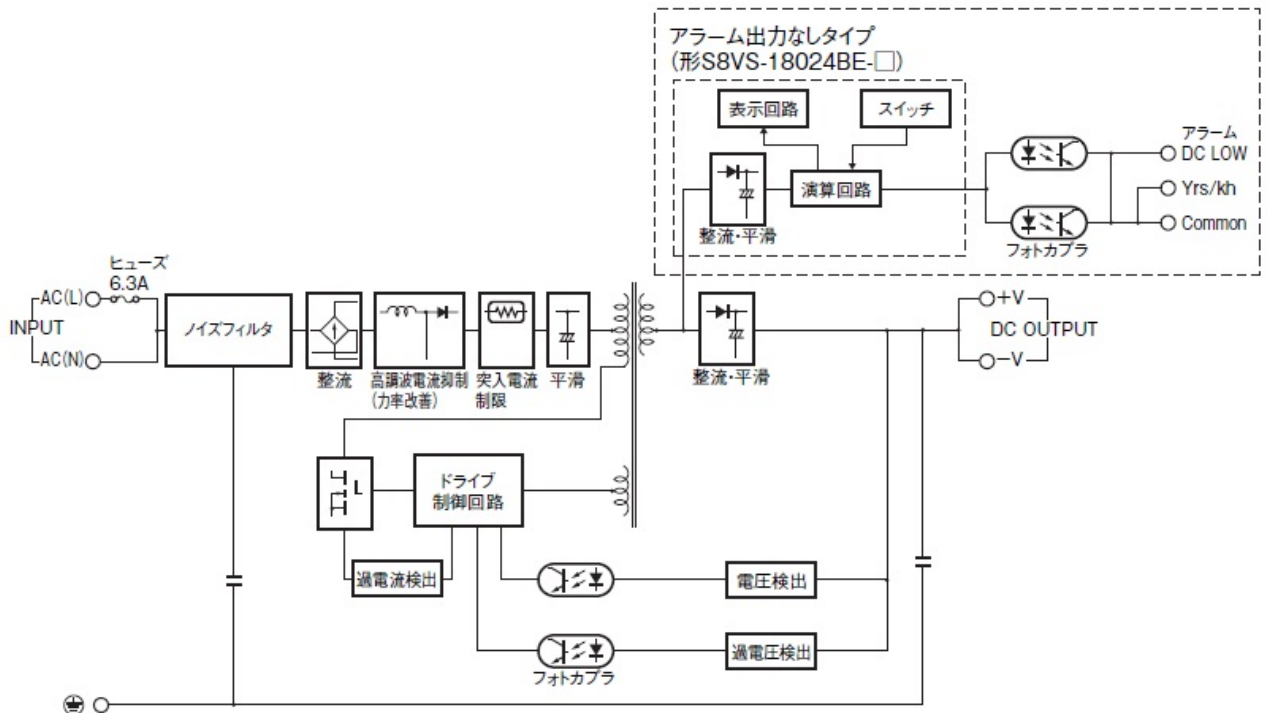 アラーム出力なしタイプ
(形S8VS-18024BE-□)
表示回路
スイッチ
アラーム
DC LOW
演算回路
Yrs/kh
整流・平滑
Common
フォトカプラ
ヒューズ
6.3A
AC(L)
INPUT
AC(N)
ノイズフィルタ
+V
DC OUTPUT
-V
整流
高調波電流抑制
(力率改善)
突入電流
制限
平滑
整流・平滑
ドライブ
制御回路
過電流検出
電圧検出
過電圧検出
フォトカプラ